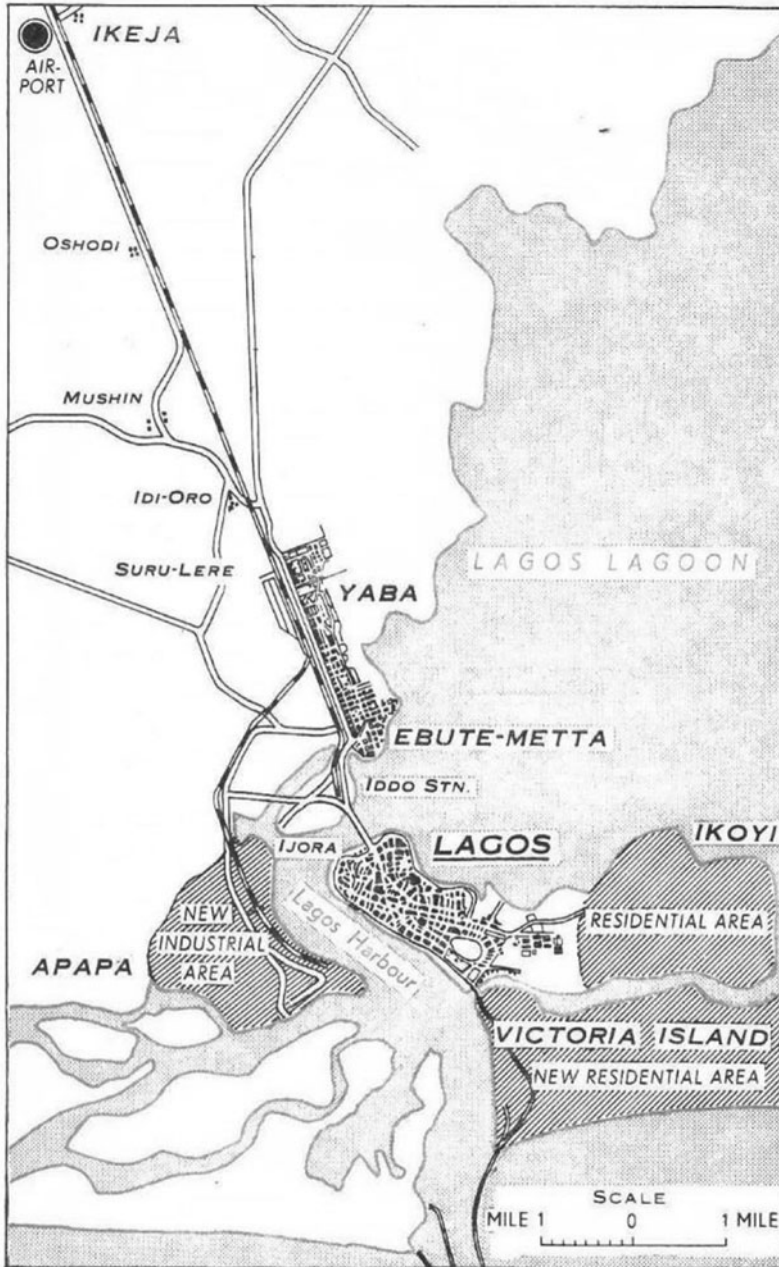 IKEJA
AIR-
PORT
OSHODI
MUSHIN
IDI-ORO
SURU-LERE
LAGOS LAGOON
YABA
EBUTE-METTA
IDDO STN.
IJORA
LAGOS
IKOYI
NEW
INDUSTRIAL
AREA
Lagos Harbour
RESIDENTIAL AREA
APAPA
VICTORIA ISLAND
NEW RESIDENTIAL AREA
SCALE
MILE 1 0 1 MILE